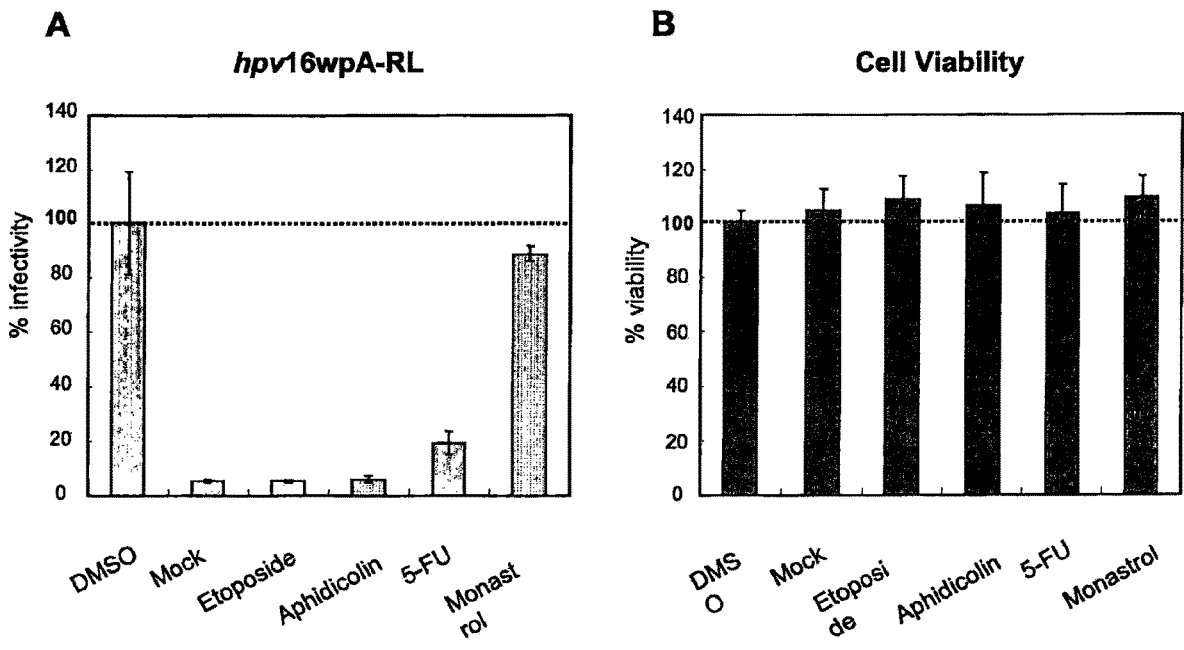 A
hpv16wpA-RL
% infectivity
140
120
100
80
60
40
20
0
DMSO
Mock
Etoposide
Aphidicolin
5-FU
Monast
rol
B
Cell Viability
% viability
140
120
100
80
60
40
20
0
DMS
O
Mock
Etoposi
de
Aphidicolin
5-FU
Monastrol